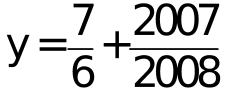 y = 7/6 + 2007/2008